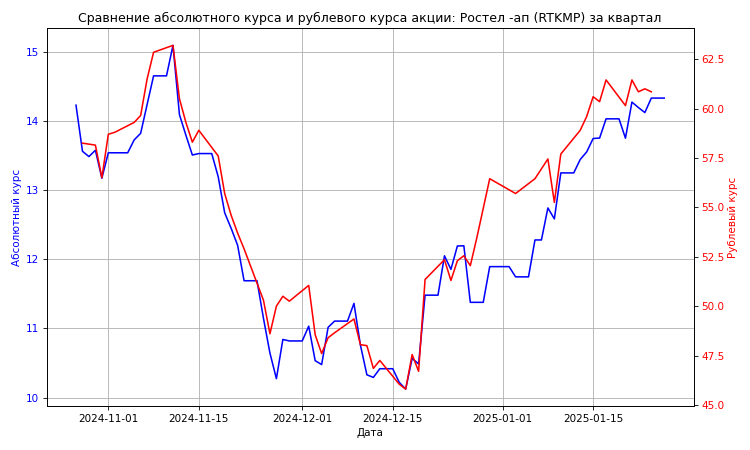 Сравнение абсолютного курса и рублевого курса акции: Ростел -ап (RTKMP) за квартал
15
14
13
12
11
10
Абсолютный курс
62.5
60.0
57.5
55.0
52.5
50.0
47.5
45.0
Рублевый курс
2024-11-01 2024-11-15 2024-12-01 2024-12-15 2025-01-01 2025-01-15
Дата